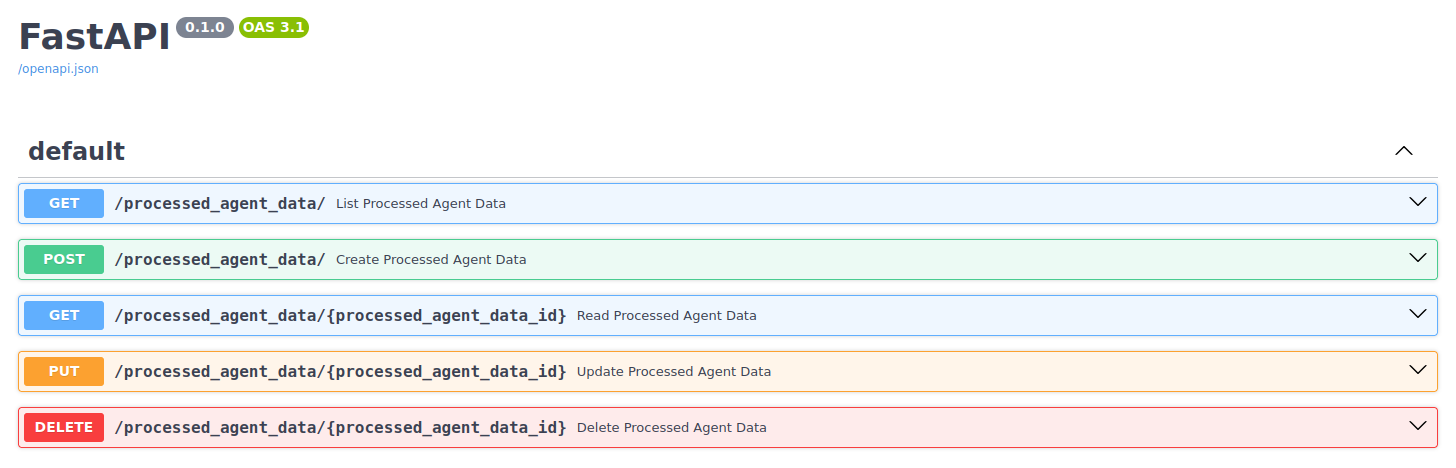 FastAPI 0.1.0 OAS 3.1
/openapi.json
default
GET /processed_agent_data/ List Processed Agent Data
POST /processed_agent_data/ Create Processed Agent Data
GET /processed_agent_data/{processed_agent_data_id} Read Processed Agent Data
PUT /processed_agent_data/{processed_agent_data_id} Update Processed Agent Data
DELETE /processed_agent_data/{processed_agent_data_id} Delete Processed Agent Data